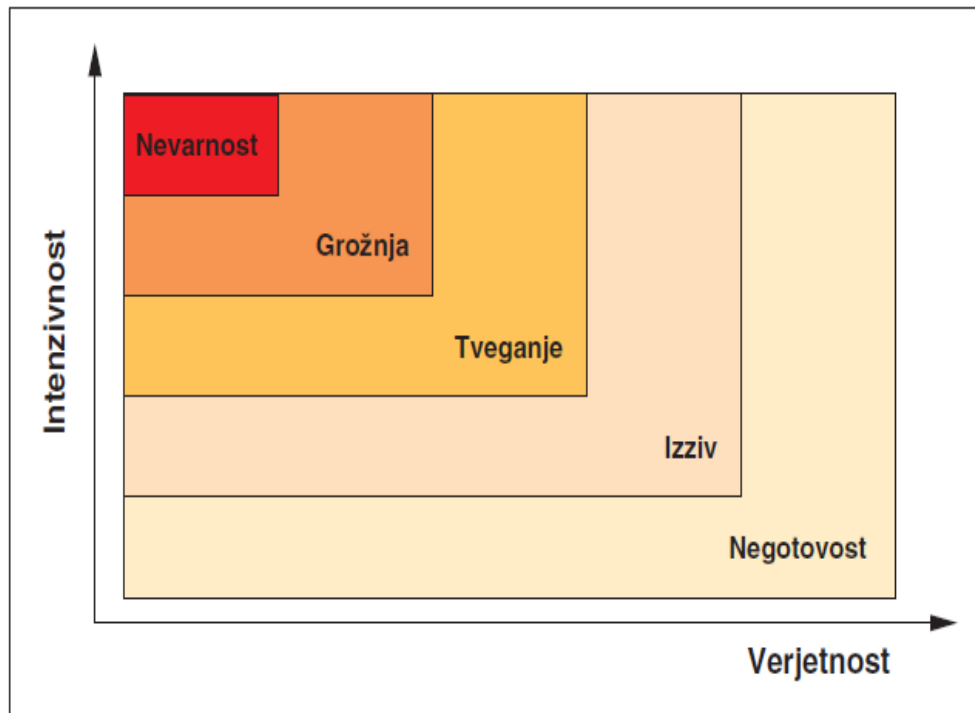 Nevarnost
Grožnja
Tveganje
Izziv
Negotovost
Intenzivnost
Verjetnost